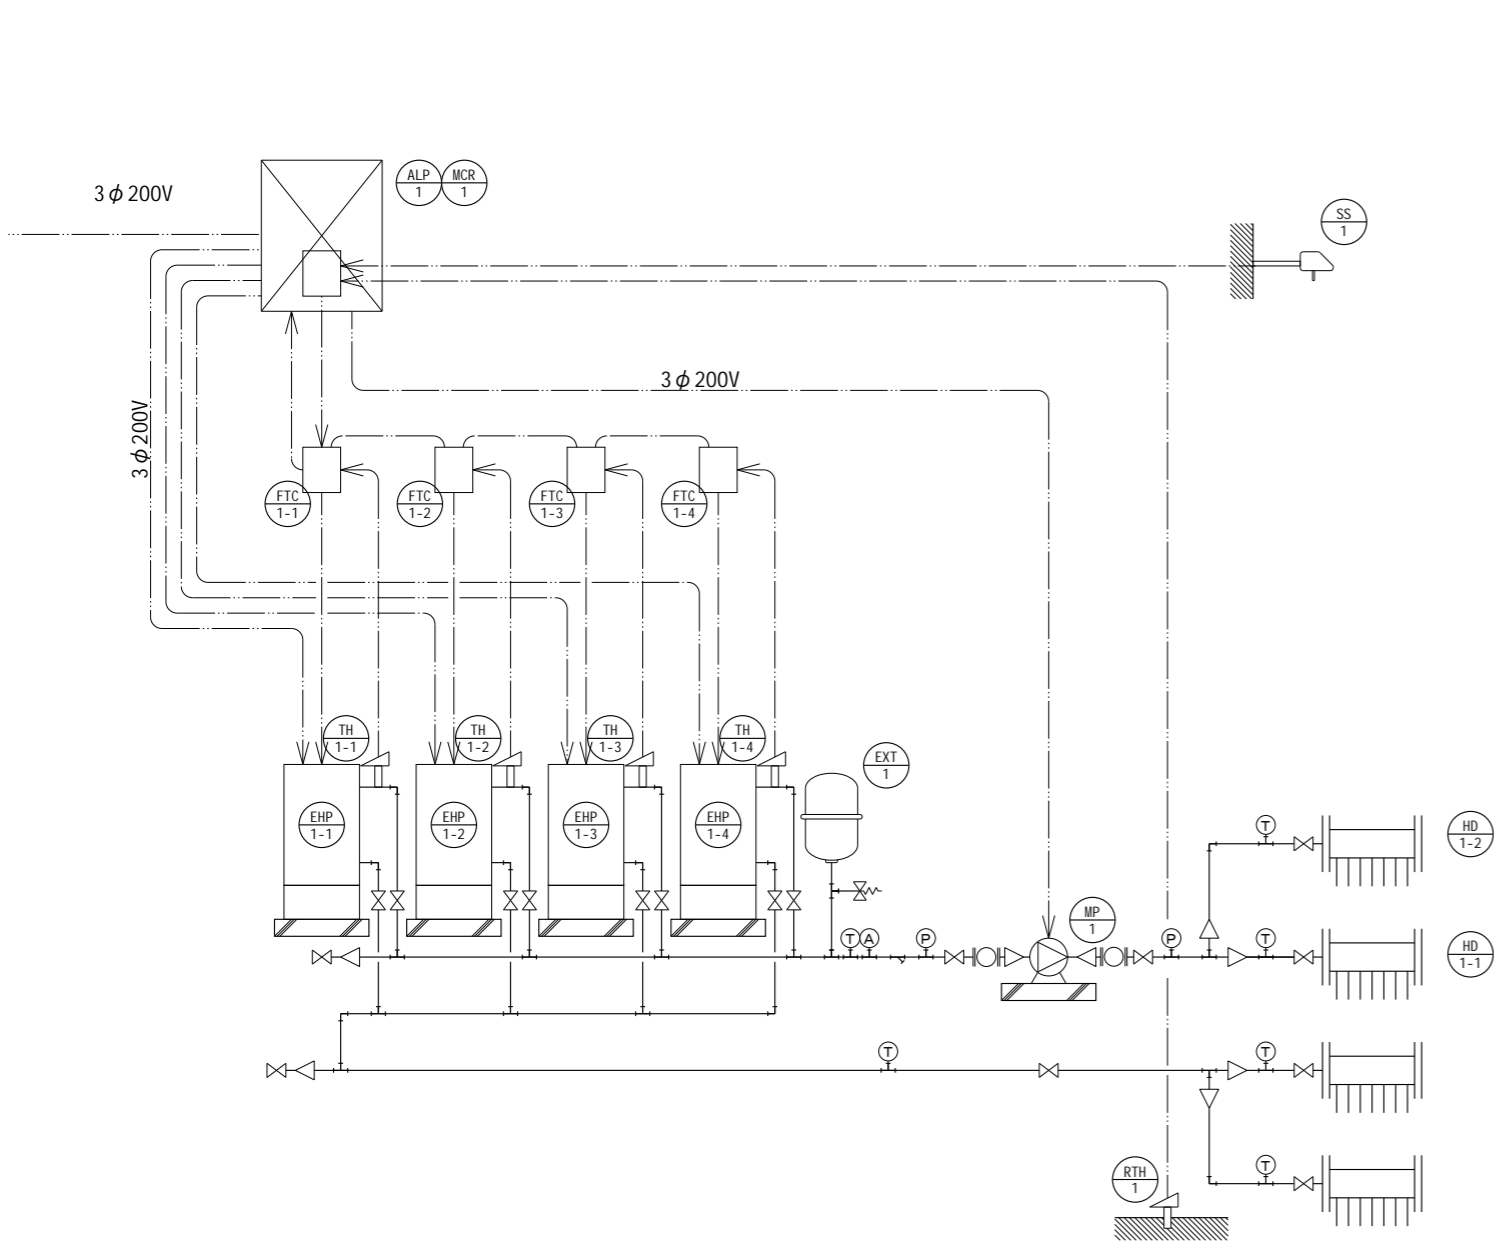 3φ200V
ALP
1
MCR
1
SS
1
3φ200V
3φ200V
FTC
1-1
FTC
1-2
FTC
1-3
FTC
1-4
TH
1-1
TH
1-2
TH
1-3
TH
1-4
EXT
1
EHP
1-1
EHP
1-2
EHP
1-3
EHP
1-4
T
HD
1-2
MP
1
T
A
P
P
T
HD
1-1
T
T
T
RTH
1